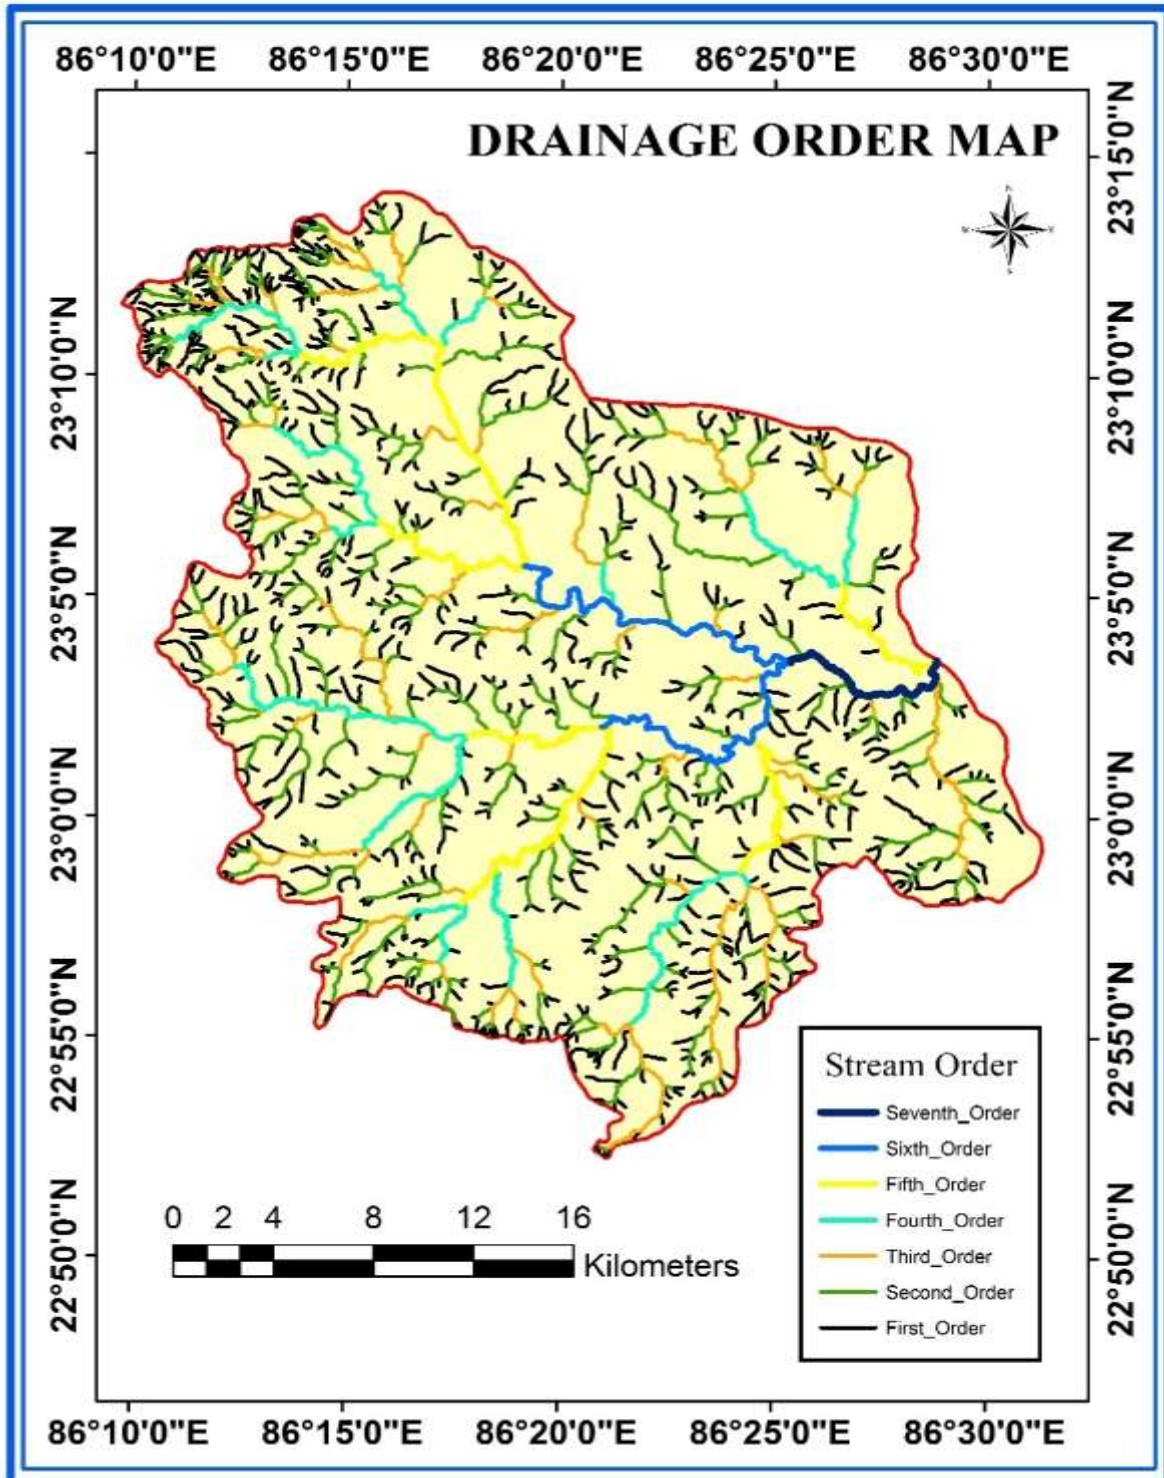 86°10'0"E 86°15'0"E 86°20'0"E 86°25'0"E 86°30'0"E
DRAINAGE ORDER MAP
23°15'0"N
23°10'0"N 23°10'0"N
23°5'0"N 23°5'0"N
23°0'0"N 23°0'0"N
22°55'0"N 22°55'0"N
22°50'0"N 22°50'0"N
Stream Order
Seventh_Order
Sixth_Order
Fifth_Order
Fourth_Order
Third_Order
Second_Order
First_Order
0 2 4 8 12 16
Kilometers
86°10'0"E 86°15'0"E 86°20'0"E 86°25'0"E 86°30'0"E